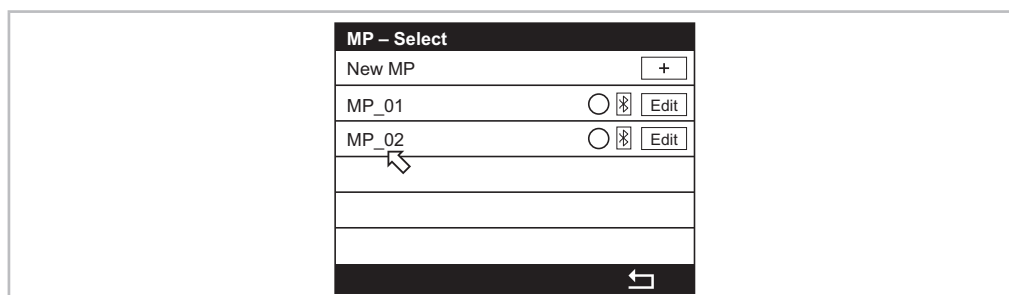 MP – Select
New MP +
MP_01 Edit
MP_02 Edit